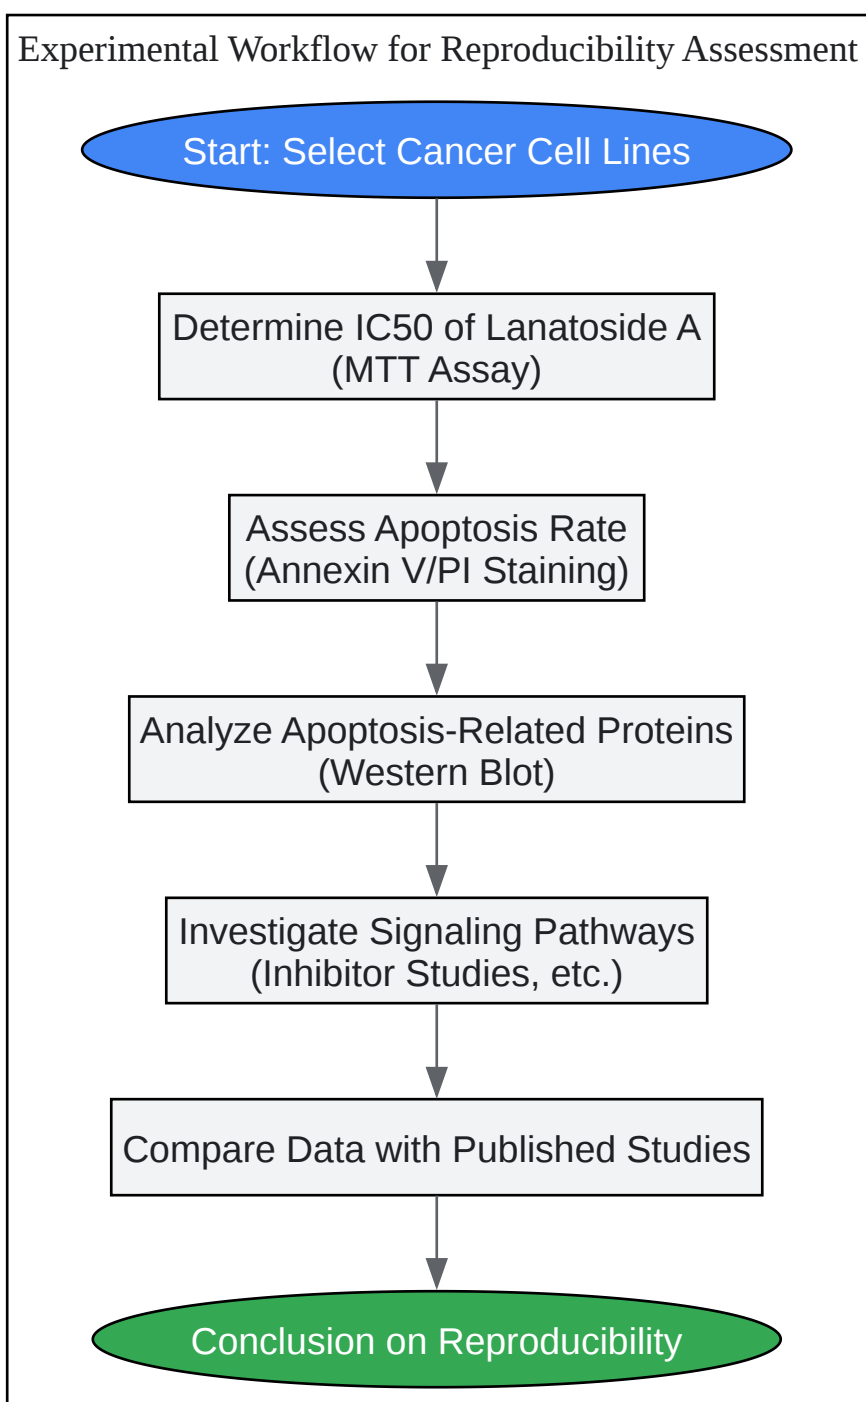 Experimental Workflow for Reproducibility Assessment
Start: Select Cancer Cell Lines
Determine IC50 of Lanatoside A
(MTT Assay)
Assess Apoptosis Rate
(Annexin V/PI Staining)
Analyze Apoptosis-Related Proteins
(Western Blot)
Investigate Signaling Pathways
(Inhibitor Studies, etc.)
Compare Data with Published Studies
Conclusion on Reproducibility